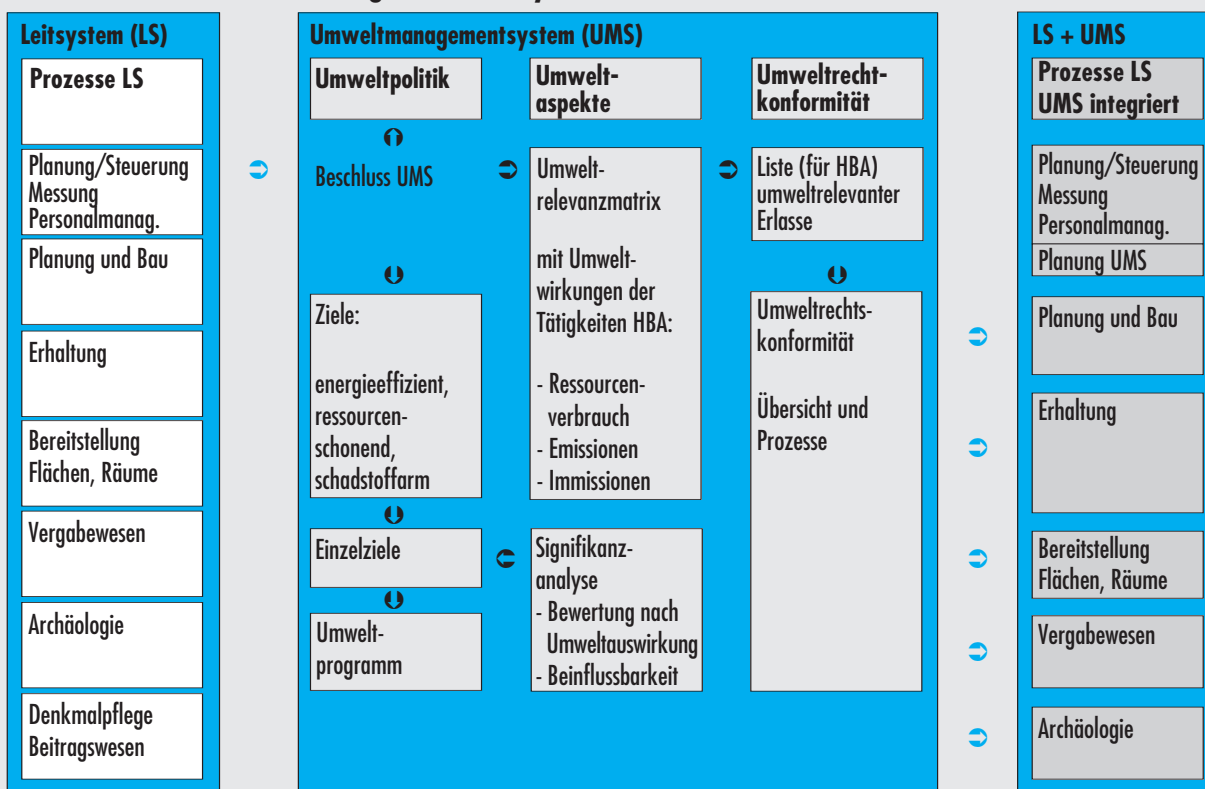 Leitsystem (LS)
Prozesse LS
Planung/Steuerung
Messung
Personalmanag.
Planung und Bau
Erhaltung
Bereitstellung
Flächen, Räume
Vergabewesen
Archäologie
Denkmalpflege
Beitragswesen
Umweltmanagementsystem (UMS)
Umweltpolitik
Beschluss UMS
Ziele:
energieeffizient,
ressourcen-
schonend,
schadstoffarm
Einzelziele
Umwelt-
programm
Umwelt-
aspekte
Umwelt-
relevanzmatrix
mit Umwelt-
wirkungen der
Tätigkeiten HBA:
- Ressourcen-
verbrauch
- Emissionen
- Immissionen
Signifikanz-
analyse
- Bewertung nach
Umweltauswirkung
- Beinflussbarkeit
Umweltrecht-
konformität
Liste (für HBA)
umweltrelevanter
Erlasse
Umweltrechts-
konformität
Übersicht und
Prozesse
LS + UMS
Prozesse LS
UMS integriert
Planung/Steuerung
Messung
Personalmanag.
Planung UMS
Planung und Bau
Erhaltung
Bereitstellung
Flächen, Räume
Vergabewesen
Archäologie